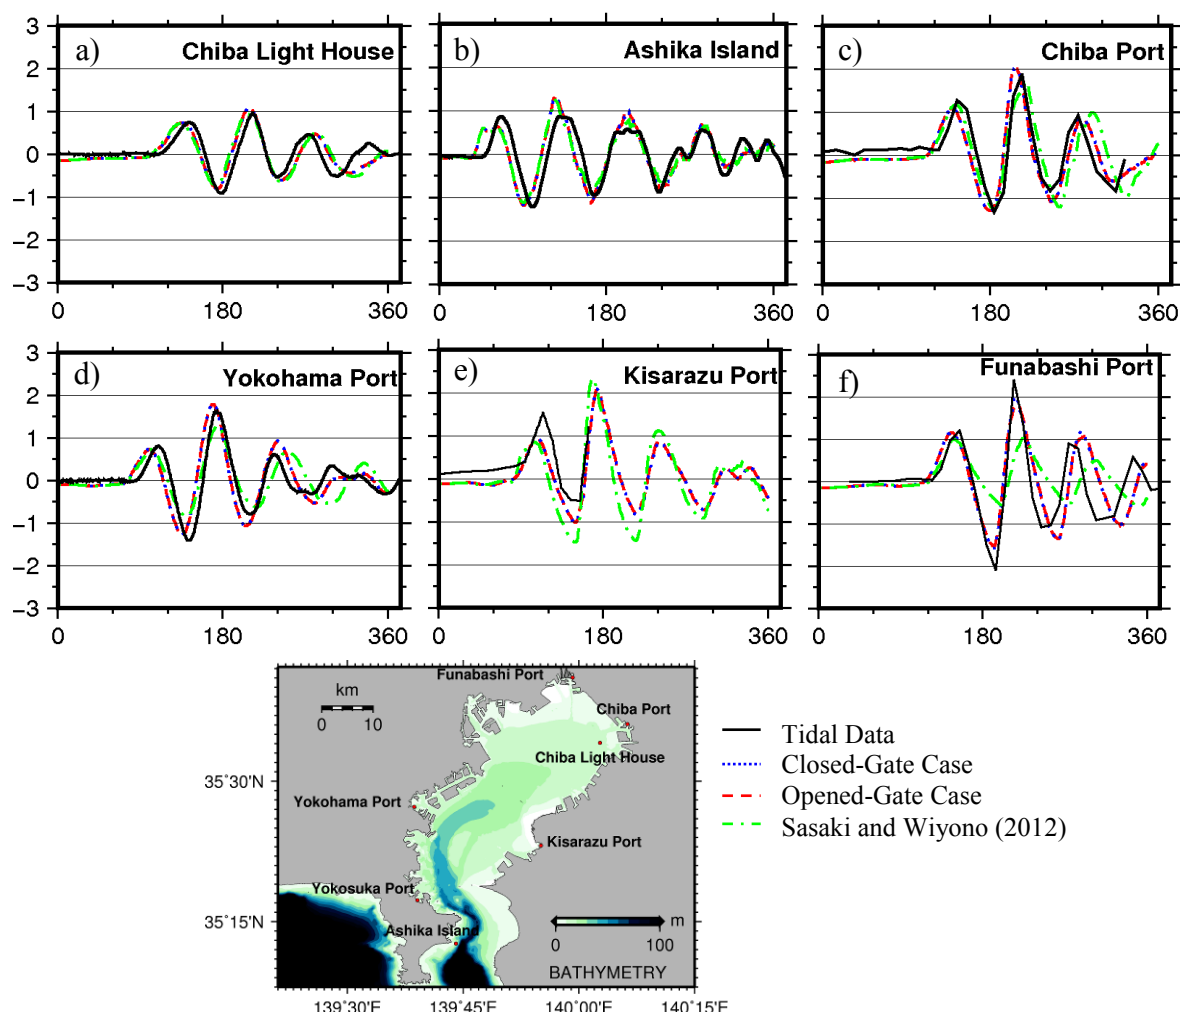 3
2
1
0
-1
-2
-3
a)
Chiba Light House
0
180
360
b)
Ashika Island
0
180
360
c)
Chiba Port
0
180
360
3
2
1
0
-1
-2
-3
d)
Yokohama Port
0
180
360
e)
Kisarazu Port
0
180
360
f)
Funabashi Port
0
180
360
Funabashi Port
km
0 10
Chiba Port
Chiba Light House
35°30'N
Yokohama Port
Kisarazu Port
Yokosuka Port
35°15'N
Ashika Island
m
0 100
BATHYMETRY
139°30'E 139°45'E 140°00'E 140°15'E
Tidal Data
Closed-Gate Case
Opened-Gate Case
Sasaki and Wiyono (2012)